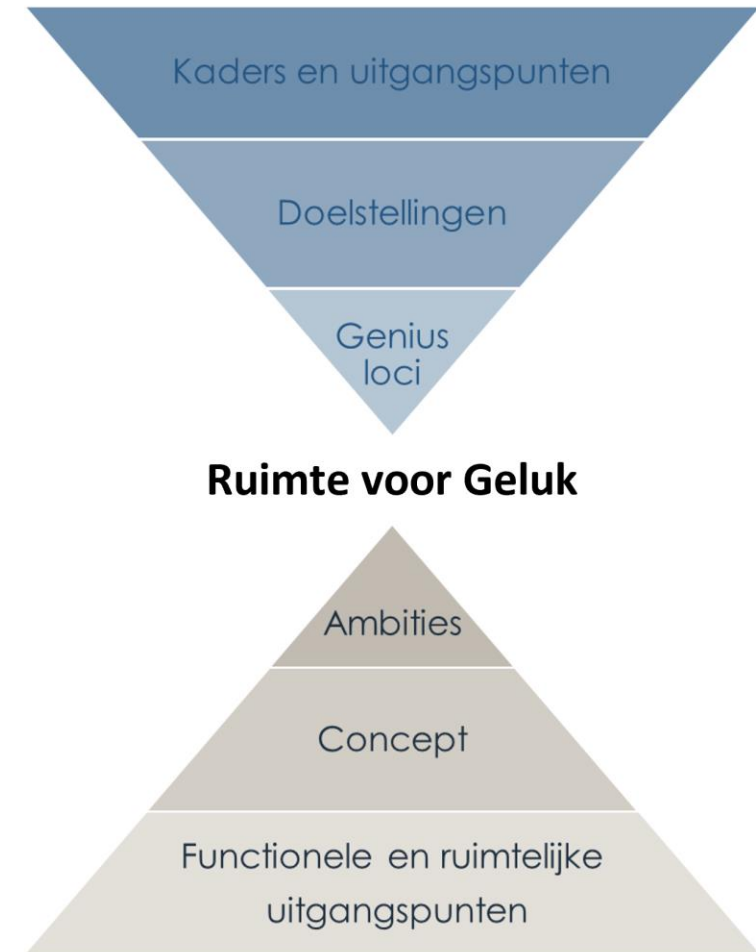 Kaders en uitgangspunten
Doelstellingen
Genius
loci
Ruimte voor Geluk
Ambities
Concept
Functionele en ruimtelijke
uitgangspunten